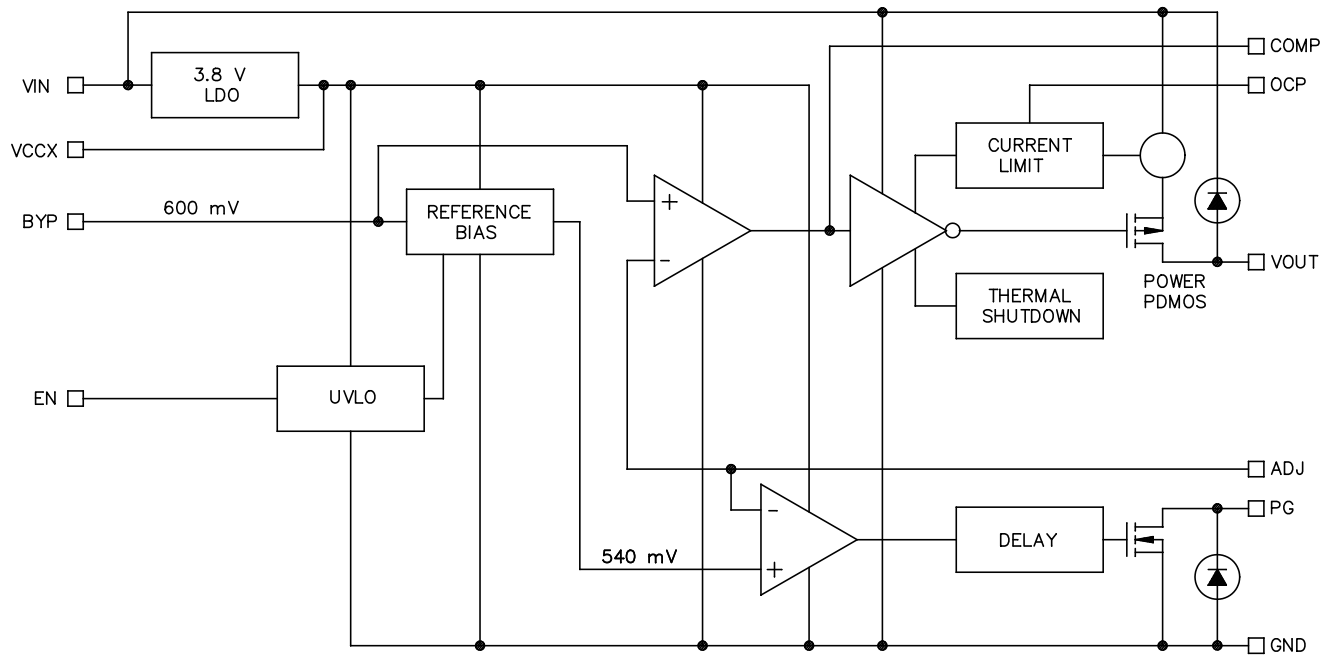 COMP
VIN
3.8 V
LDO
OCP
VCCX
CURRENT
LIMIT
BYP
600 mV
REFERENCE
BIAS
+
−
VOUT
POWER
PDMOS
THERMAL
SHUTDOWN
EN
UVLO
ADJ
PG
−
DELAY
540 mV
+
GND